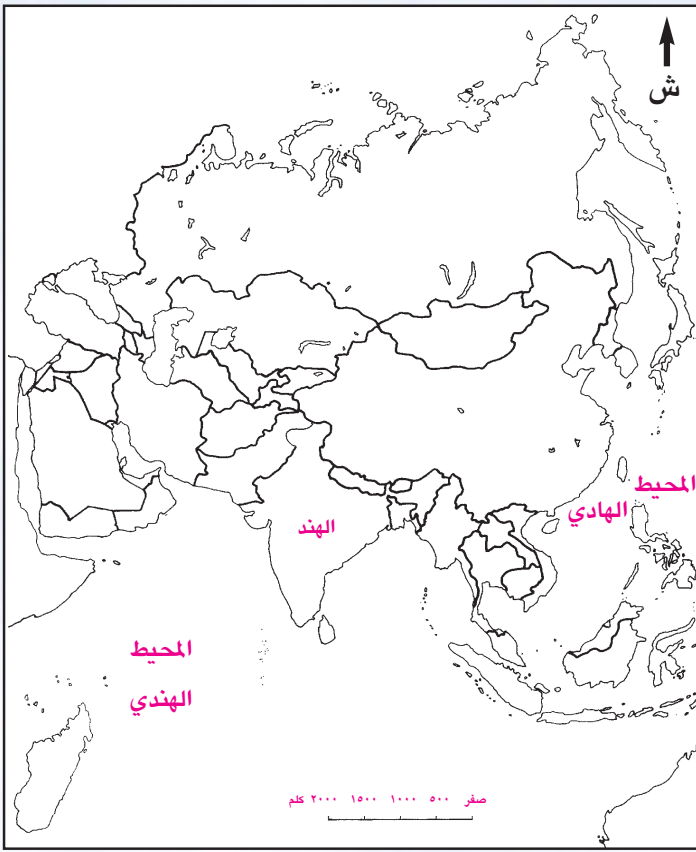 ش
المحيط
الهادي
الهند
المحيط
الهندي
صفر ٥٠٠ ١٠٠٠ ١٥٠٠ ٢٠٠٠ كلم